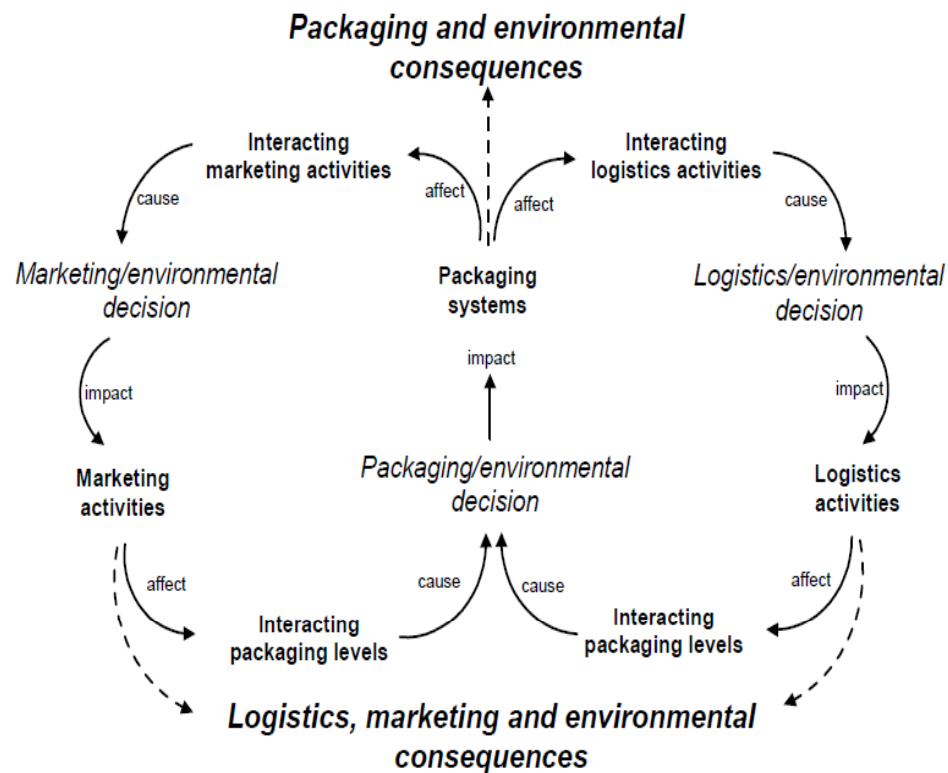 Packaging and environmental
consequences
Interacting
marketing activities
Interacting
logistics activities
affect
affect
cause
cause
Marketing/environmental
decision
Packaging
systems
Logistics/environmental
decision
impact
impact
impact
Marketing
activities
Packaging/environmental
decision
Logistics
activities
affect
cause
cause
affect
Interacting
packaging levels
Interacting
packaging levels
Logistics, marketing and environmental
consequences